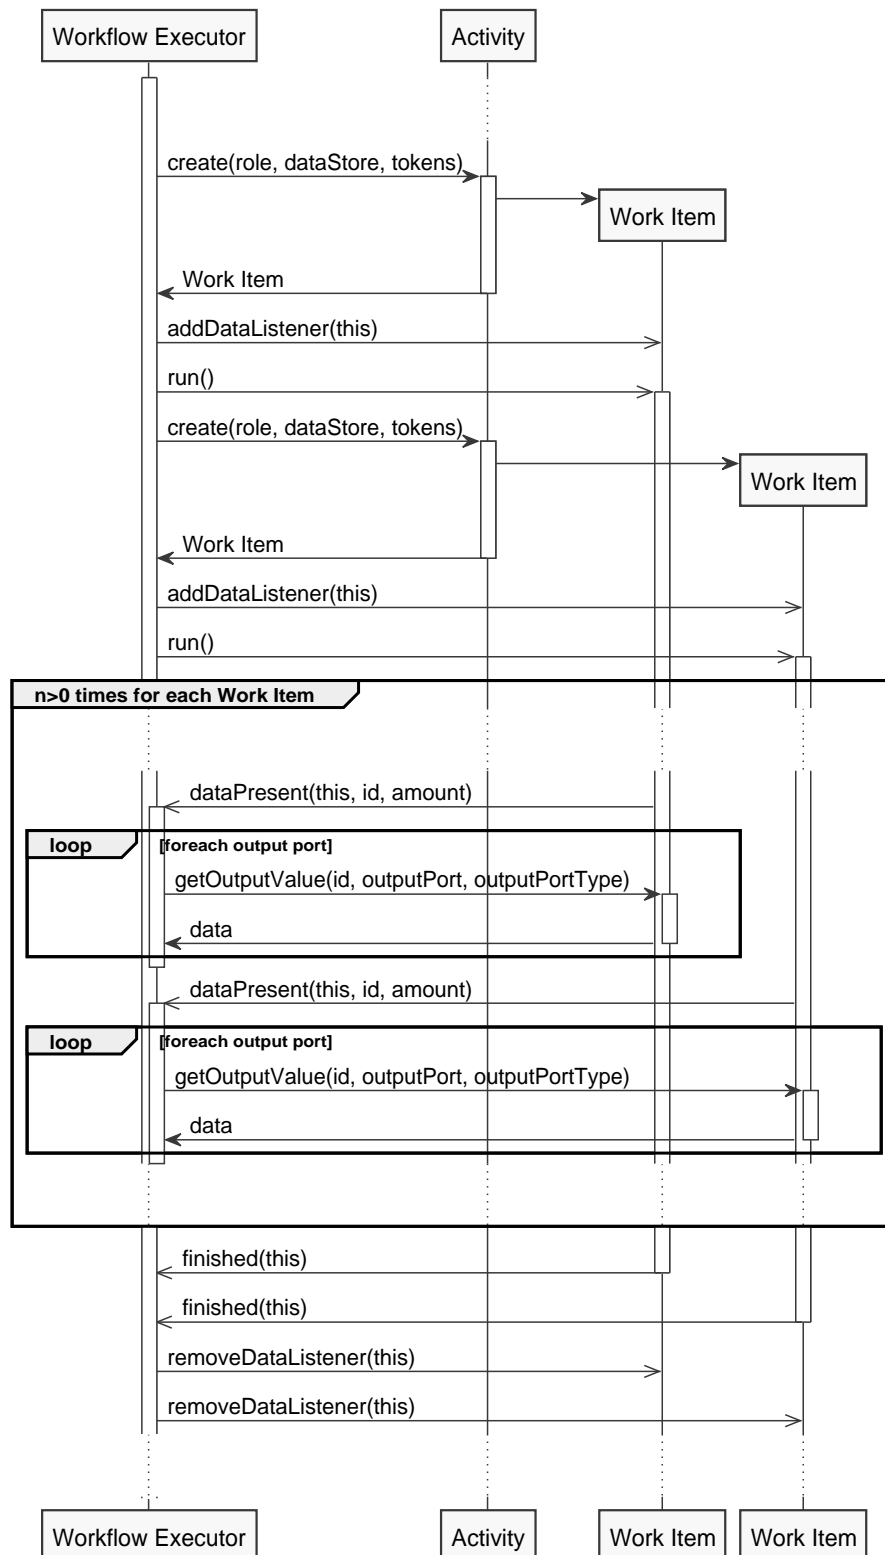 Workflow Executor
Activity
create(role, dataStore, tokens)
Work Item
Work Item
addDataListener(this)
run()
create(role, dataStore, tokens)
Work Item
Work Item
addDataListener(this)
run()
n>0 times for each Work Item
dataPresent(this, id, amount)
loop
[foreach output port]
getOutputValue(id, outputPort, outputPortType)
data
dataPresent(this, id, amount)
loop
[foreach output port]
getOutputValue(id, outputPort, outputPortType)
data
finished(this)
finished(this)
removeDataListener(this)
removeDataListener(this)
Workflow Executor
Activity
Work Item
Work Item